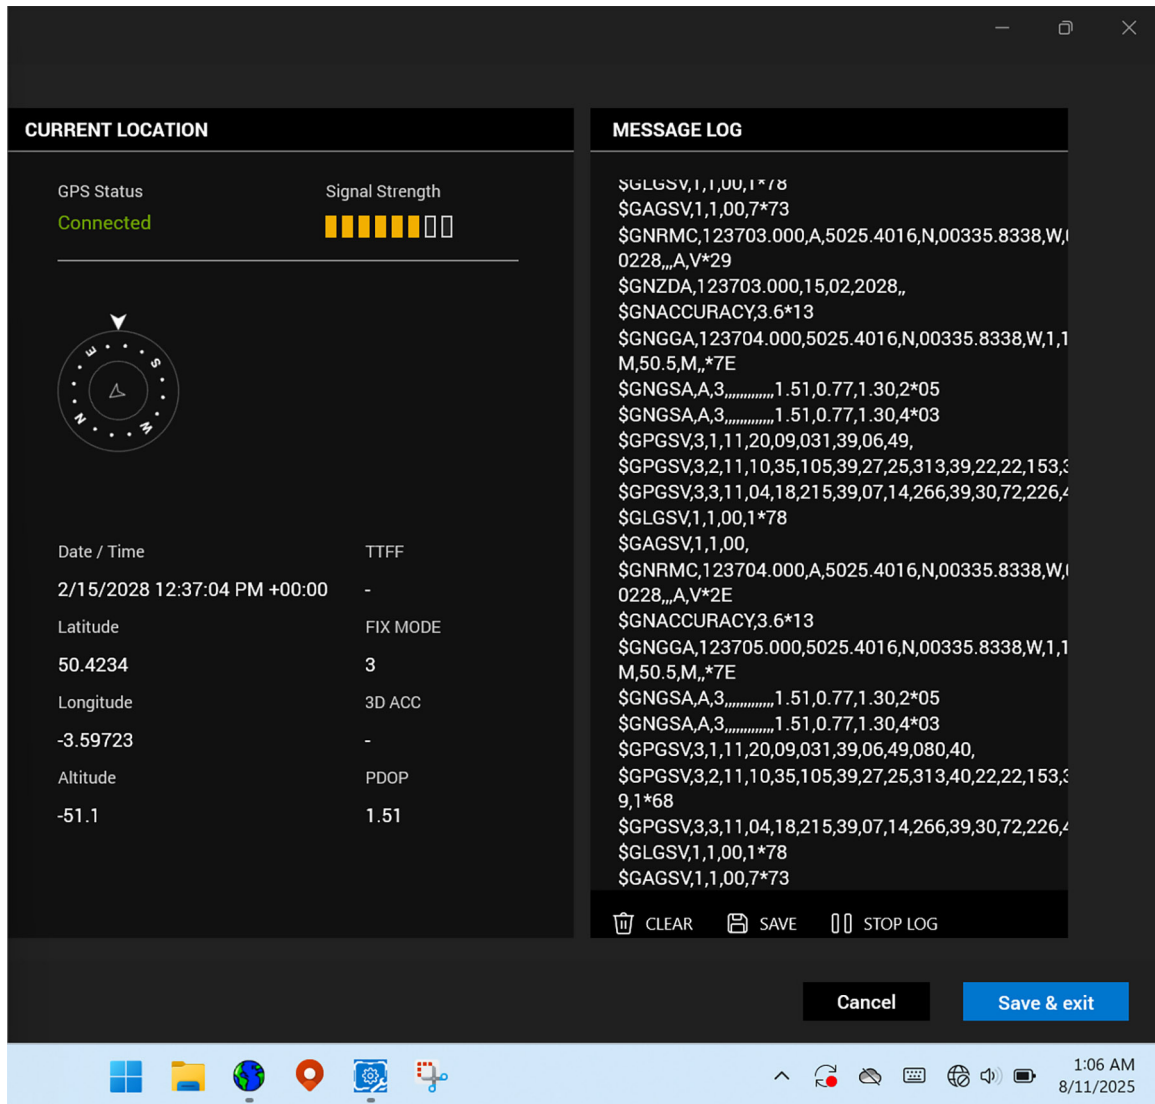 CURRENT LOCATION
GPS Status
Signal Strength
Connected
E
S
N
W
Date / Time
TTFF
2/15/2028 12:37:04 PM +00:00
-
Latitude
FIX MODE
50.4234
3
Longitude
3D ACC
-3.59723
-
Altitude
PDOP
-51.1
1.51
MESSAGE LOG
$GLGSV,1,1,00,1*78
$GAGSV,1,1,00,7*73
$GNRMC,123703.000,A,5025.4016,N,00335.8338,W,
0228,,,A,V*29
$GNZDA,123703.000,15,02,2028,,
$GNACCURACY,3.6*13
$GNGGA,123704.000,5025.4016,N,00335.8338,W,1,1
M,50.5,M,,*7E
$GNGSA,A,3,,,,,,,,,,,,,1.51,0.77,1.30,2*05
$GNGSA,A,3,,,,,,,,,,,,,1.51,0.77,1.30,4*03
$GPGSV,3,1,11,20,09,031,39,06,49,
$GPGSV,3,2,11,10,35,105,39,27,25,313,39,22,22,153,3
$GPGSV,3,3,11,04,18,215,39,07,14,266,39,30,72,226,4
$GLGSV,1,1,00,1*78
$GAGSV,1,1,00,
$GNRMC,123704.000,A,5025.4016,N,00335.8338,W,
0228,,,A,V*2E
$GNACCURACY,3.6*13
$GNGGA,123705.000,5025.4016,N,00335.8338,W,1,1
M,50.5,M,,*7E
$GNGSA,A,3,,,,,,,,,,,,,1.51,0.77,1.30,2*05
$GNGSA,A,3,,,,,,,,,,,,,1.51,0.77,1.30,4*03
$GPGSV,3,1,11,20,09,031,39,06,49,080,40,
$GPGSV,3,2,11,10,35,105,39,27,25,313,40,22,22,153,3
9,1*68
$GPGSV,3,3,11,04,18,215,39,07,14,266,39,30,72,226,4
$GLGSV,1,1,00,1*78
$GAGSV,1,1,00,7*73
CLEAR
SAVE
STOP LOG
Cancel
Save & exit
1:06 AM
8/11/2025